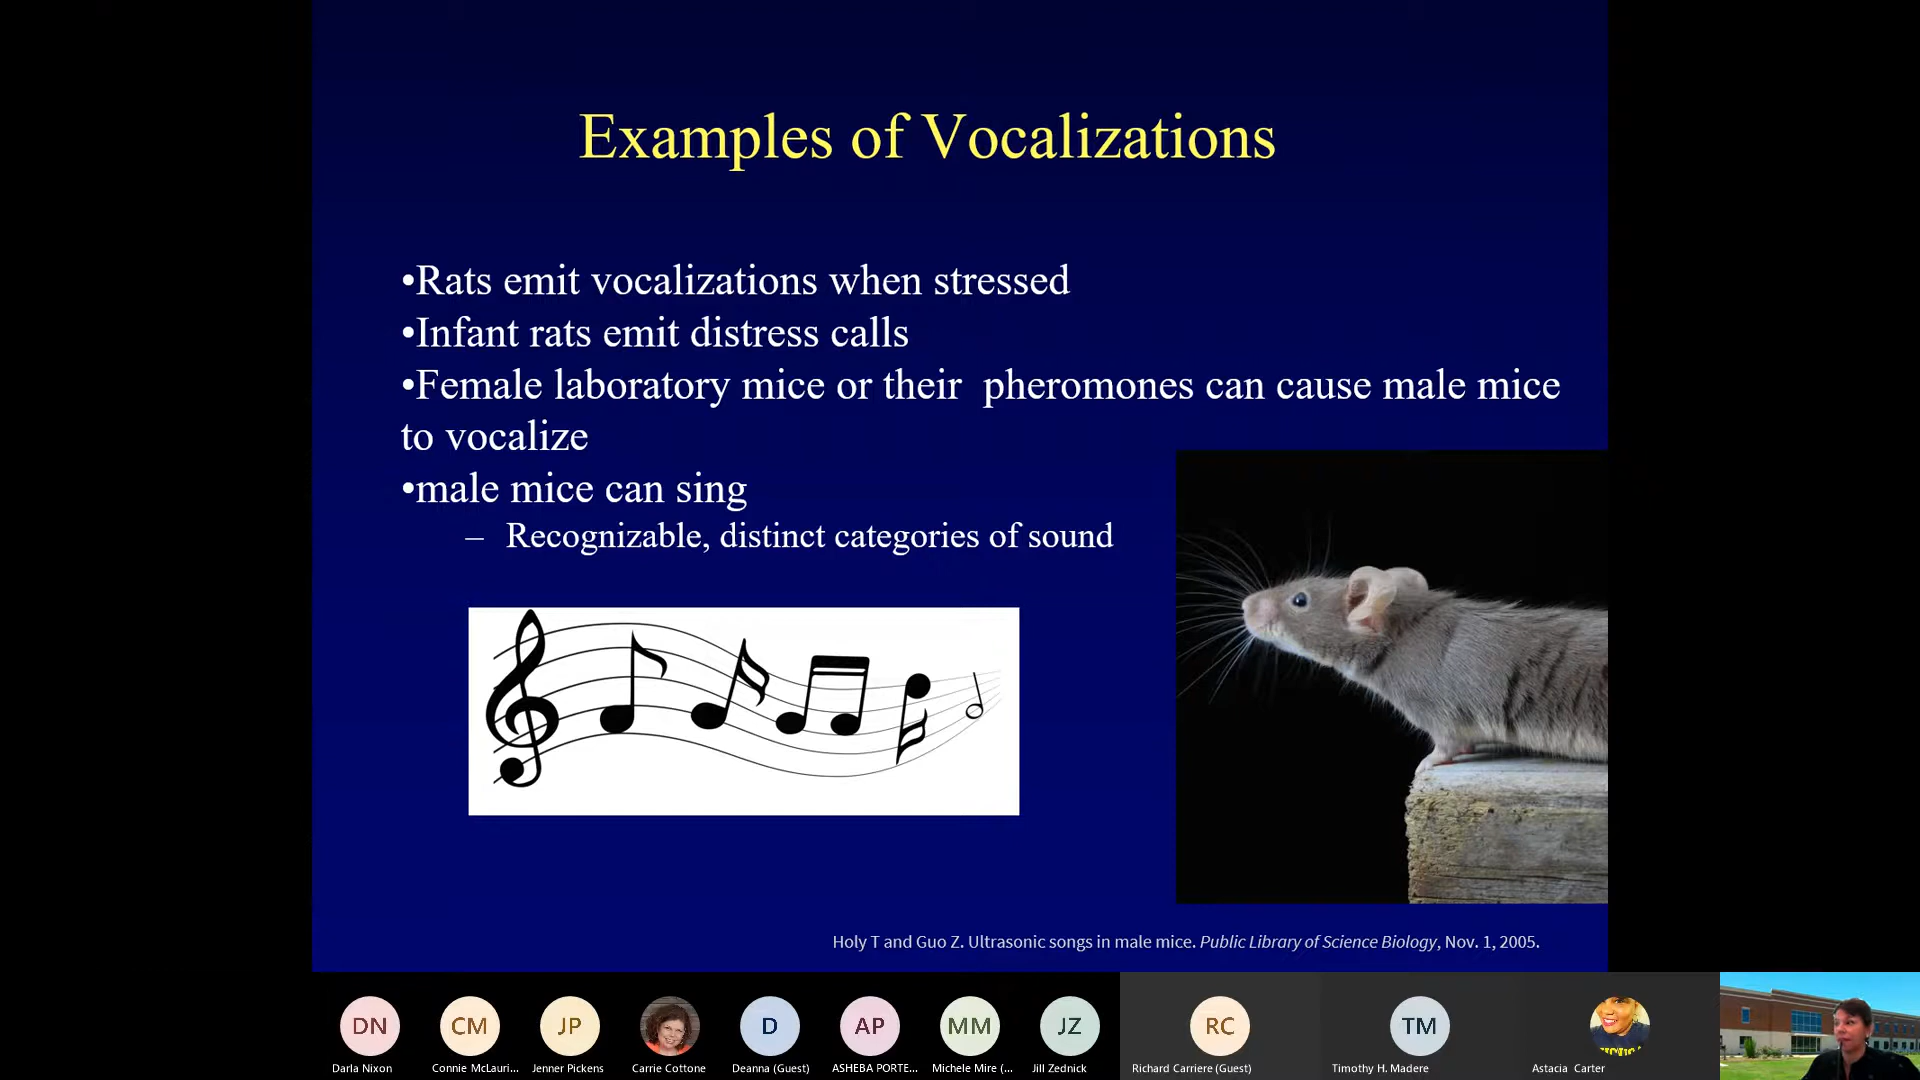 Examples of Vocalizations
•Rats emit vocalizations when stressed
•Infant rats emit distress calls
•Female laboratory mice or their pheromones can cause male mice
to vocalize
•male mice can sing
– Recognizable, distinct categories of sound
Holy T and Guo Z. Ultrasonic songs in male mice. Public Library of Science Biology, Nov. 1, 2005.
DN CM JP D AP MM JZ RC TM
Darla Nixon Connie McLauri... Jenner Pickens Carrie Cottone Deanna (Guest) ASHEBA PORTE... Michele Mire (... Jill Zednick Richard Carriere (Guest) Timothy H. Madere Astacia Carter